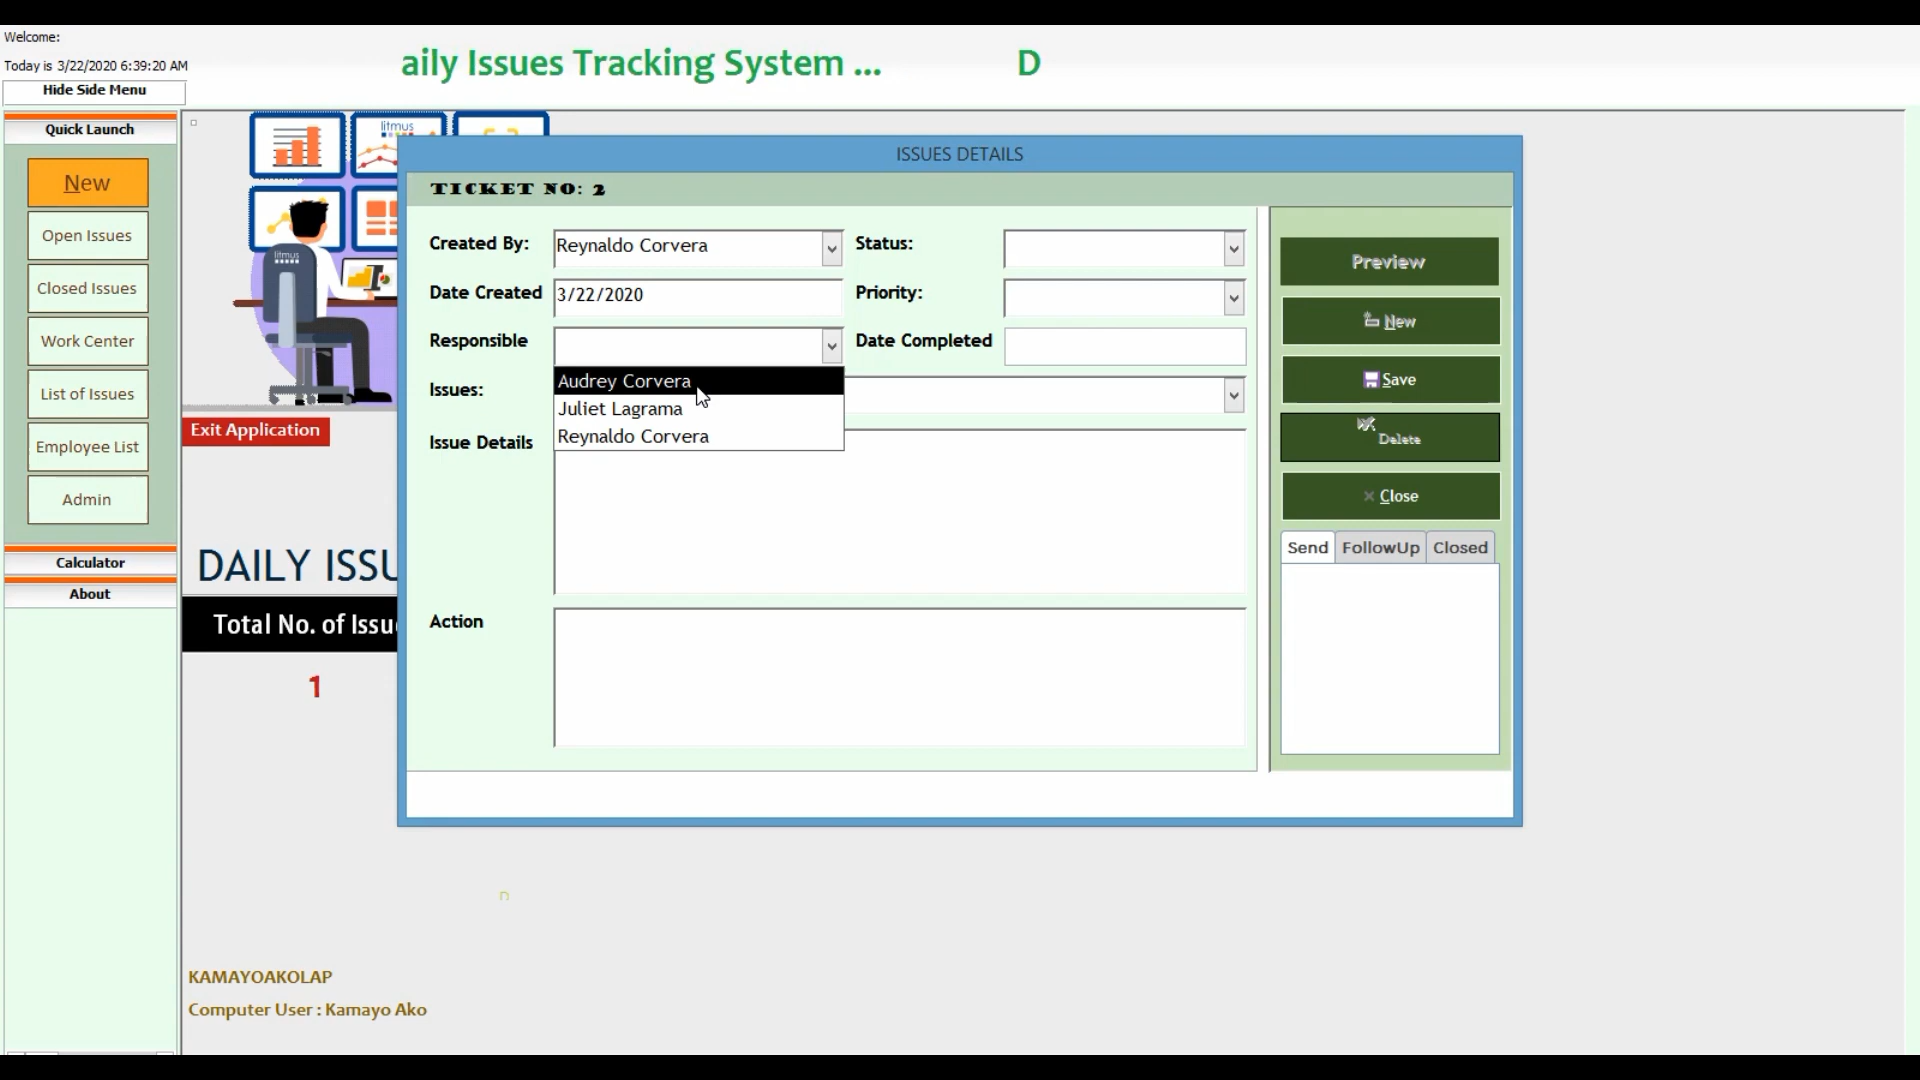 Welcome:
Today is 3/22/2020 6:39:20 AM
aily Issues Tracking System ... D
Hide Side Menu
Quick Launch
New
Open Issues
Closed Issues
Work Center
List of Issues
Employee List
Admin
Calculator
About
litmus
litmus
Exit Application
DAILY ISSU
Total No. of Issu
1
KAMAYOAKOLAP
Computer User : Kamayo Ako
ISSUES DETAILS
TICKET NO: 2
Created By: Reynaldo Corvera Status:
Date Created 3/22/2020 Priority:
Responsible Date Completed
Audrey Corvera
Juliet Lagrama
Reynaldo Corvera
Issues:
Issue Details
Action
Preview
New
Save
Delete
Close
Send FollowUp Closed